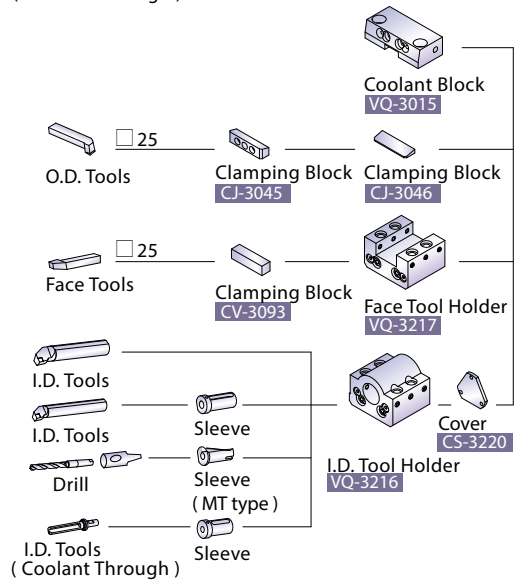 Coolant Block
VQ-3015
□ 25
O.D. Tools
Clamping Block
CJ-3045
Clamping Block
CJ-3046
□ 25
Face Tools
Clamping Block
CV-3093
Face Tool Holder
VQ-3217
I.D. Tools
I.D. Tools
Sleeve
Cover
CS-3220
I.D. Tool Holder
VQ-3216
Drill
Sleeve
( MT type )
I.D. Tools
( Coolant Through )
Sleeve